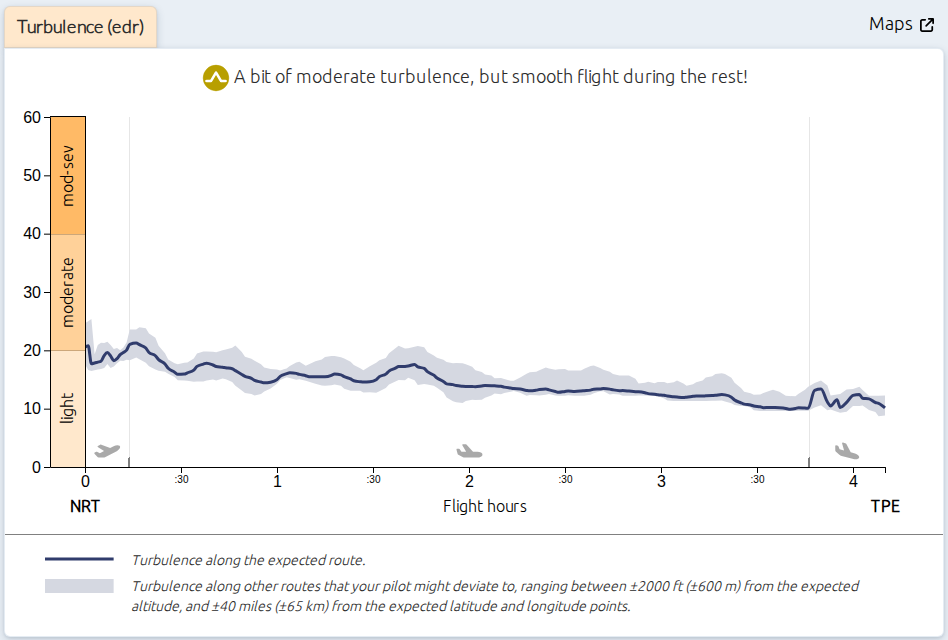 Turbulence (edr)
Maps
A bit of moderate turbulence, but smooth flight during the rest!
60
50
40
30
20
10
0
mod-sev
moderate
light
0
:30
1
:30
2
:30
3
:30
4
NRT
Flight hours
TPE
Turbulence along the expected route.
Turbulence along other routes that your pilot might deviate to, ranging between ±2000 ft (±600 m) from the expected
altitude, and ±40 miles (±65 km) from the expected latitude and longitude points.